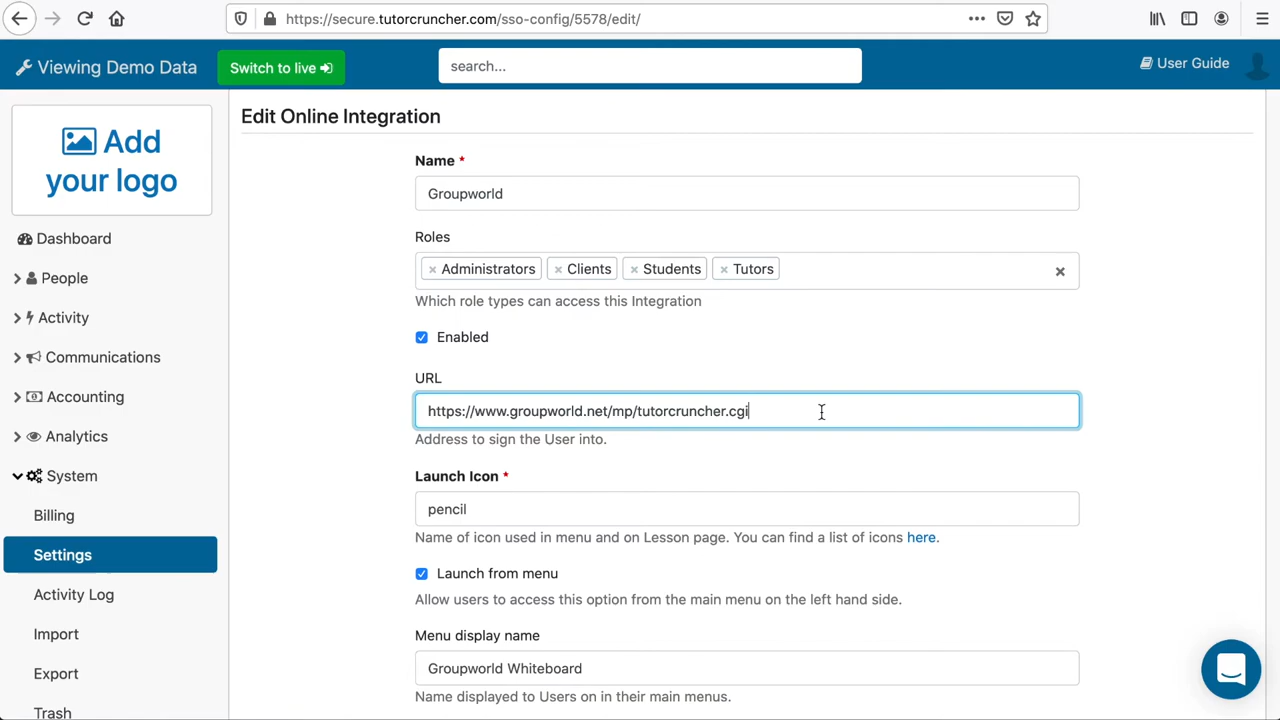 https://secure.tutorcruncher.com/sso-config/5578/edit/
Viewing Demo Data
Switch to live
search...
User Guide
Add
your logo
Dashboard
People
Activity
Communications
Accounting
Analytics
System
Billing
Settings
Activity Log
Import
Export
Trash
Edit Online Integration
Name *
Groupworld
Roles
× Administrators × Clients × Students × Tutors ×
Which role types can access this Integration
Enabled
URL
https://www.groupworld.net/mp/tutorcruncher.cgi
Address to sign the User into.
Launch Icon *
pencil
Name of icon used in menu and on Lesson page. You can find a list of icons here.
Launch from menu
Allow users to access this option from the main menu on the left hand side.
Menu display name
Groupworld Whiteboard
Name displayed to Users on in their main menus.